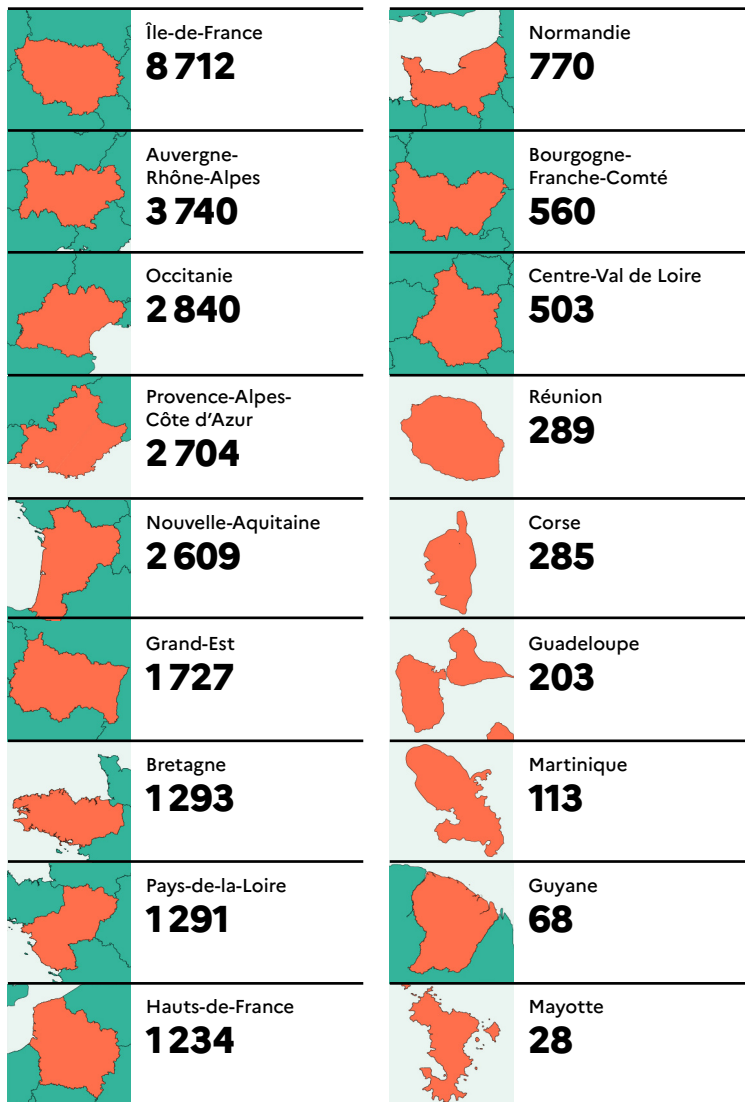 Île-de-France
8 712
Auvergne-
Rhône-Alpes
3 740
Occitanie
2 840
Provence-Alpes-
Côte d’Azur
2 704
Nouvelle-Aquitaine
2 609
Grand-Est
1 727
Bretagne
1 293
Pays-de-la-Loire
1 291
Hauts-de-France
1 234
Normandie
770
Bourgogne-
Franche-Comté
560
Centre-Val de Loire
503
Réunion
289
Corse
285
Guadeloupe
203
Martinique
113
Guyane
68
Mayotte
28